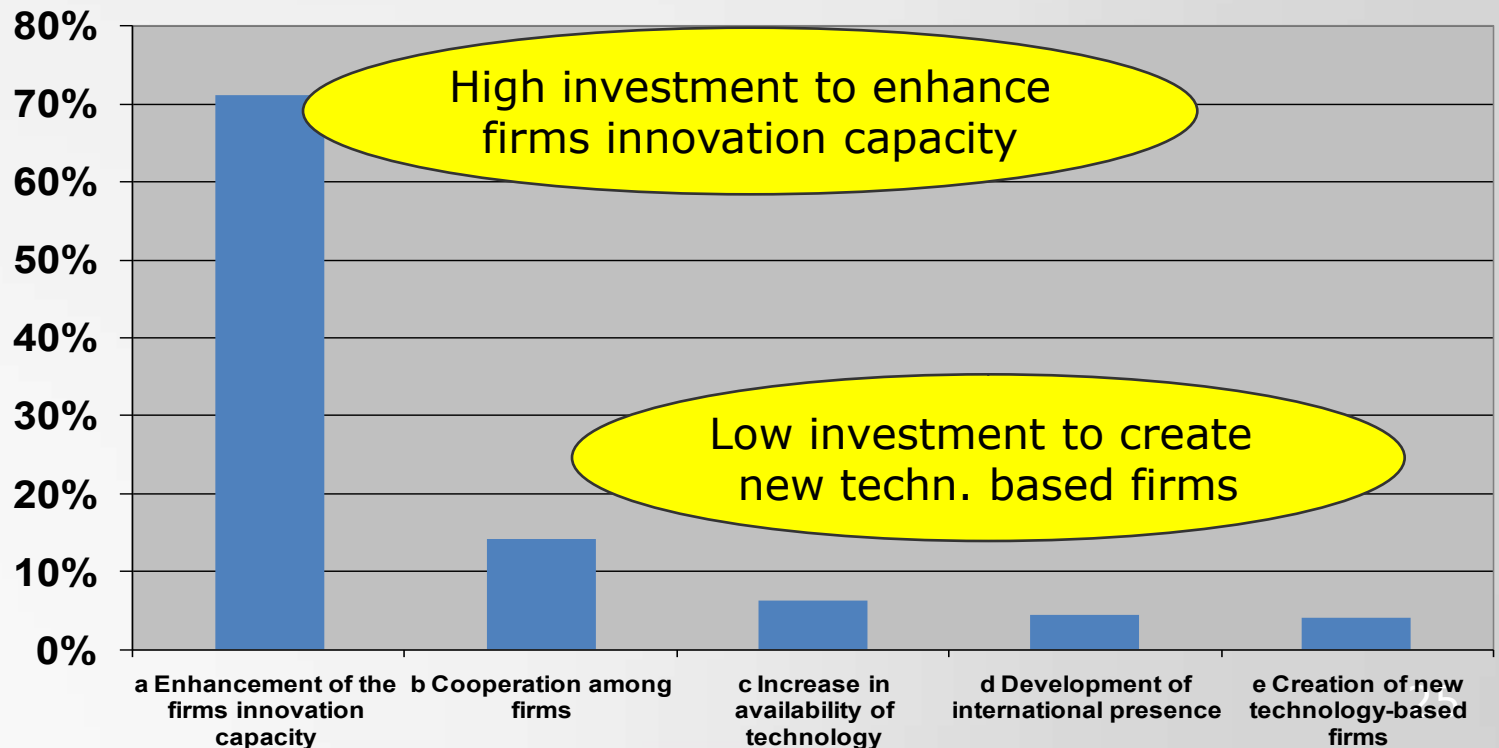 80%
70%
60%
50%
40%
30%
20%
10%
0%
High investment to enhance
firms innovation capacity
Low investment to create
new techn. based firms
a Enhancement of the
firms innovation
capacity
b Cooperation among
firms
c Increase in
availability of
technology
d Development of
international presence
e Creation of new
technology-based
firms
25